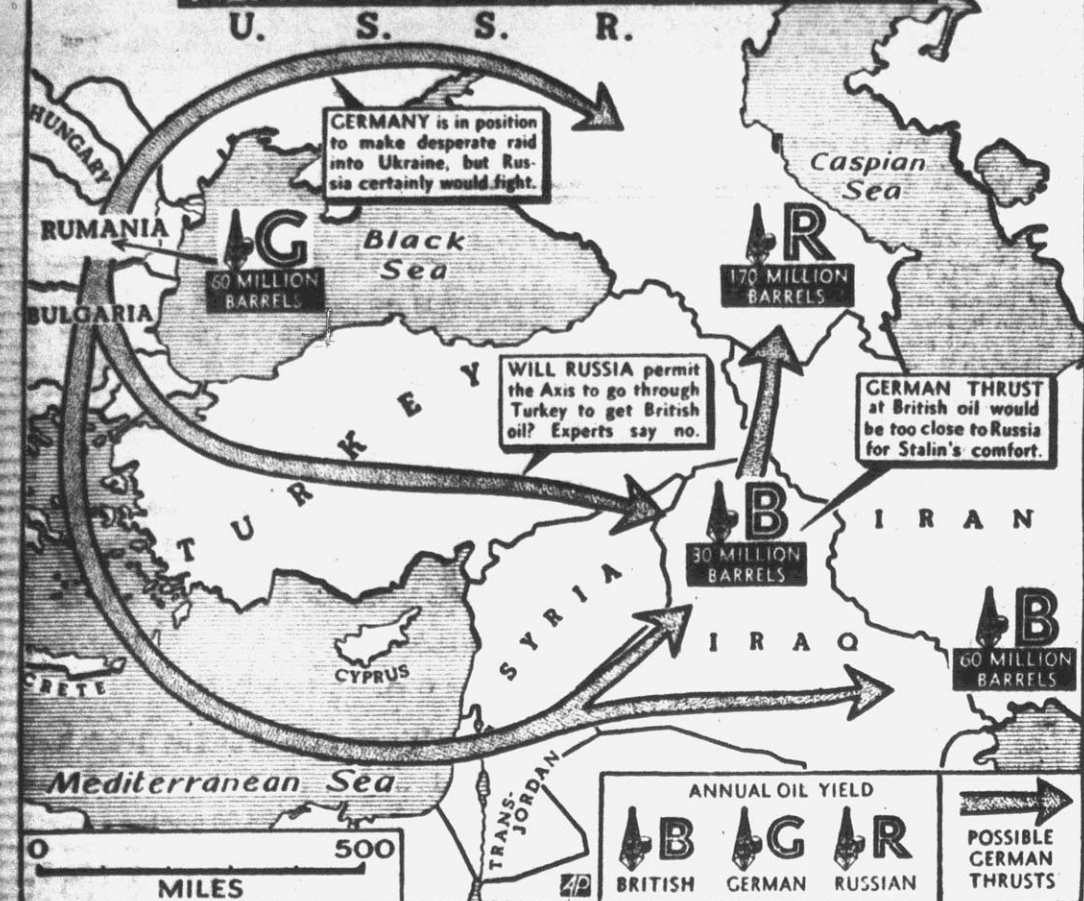 U. S. S. R.
HUNGARY
GERMANY is in position
to make desperate raid
into Ukraine, but Rus-
sia certainly would fight.
Caspian
Sea
RUMANIA
G
60 MILLION
BARRELS
Black
Sea
R
170 MILLION
BARRELS
BULGARIA
TURKEY
WILL RUSSIA permit
the Axis to go through
Turkey to get British
oil? Experts say no.
GERMAN THRUST
at British oil would
be too close to Russia
for Stalin's comfort.
B
30 MILLION
BARRELS
IRAN
SYRIA
IRAQ
B
60 MILLION
BARRELS
CRETE
CYPRUS
Mediterranean Sea
TRANS-
JORDAN
0 500
MILES
AP
ANNUAL OIL YIELD
B G R
BRITISH GERMAN RUSSIAN
POSSIBLE
GERMAN
THRUSTS